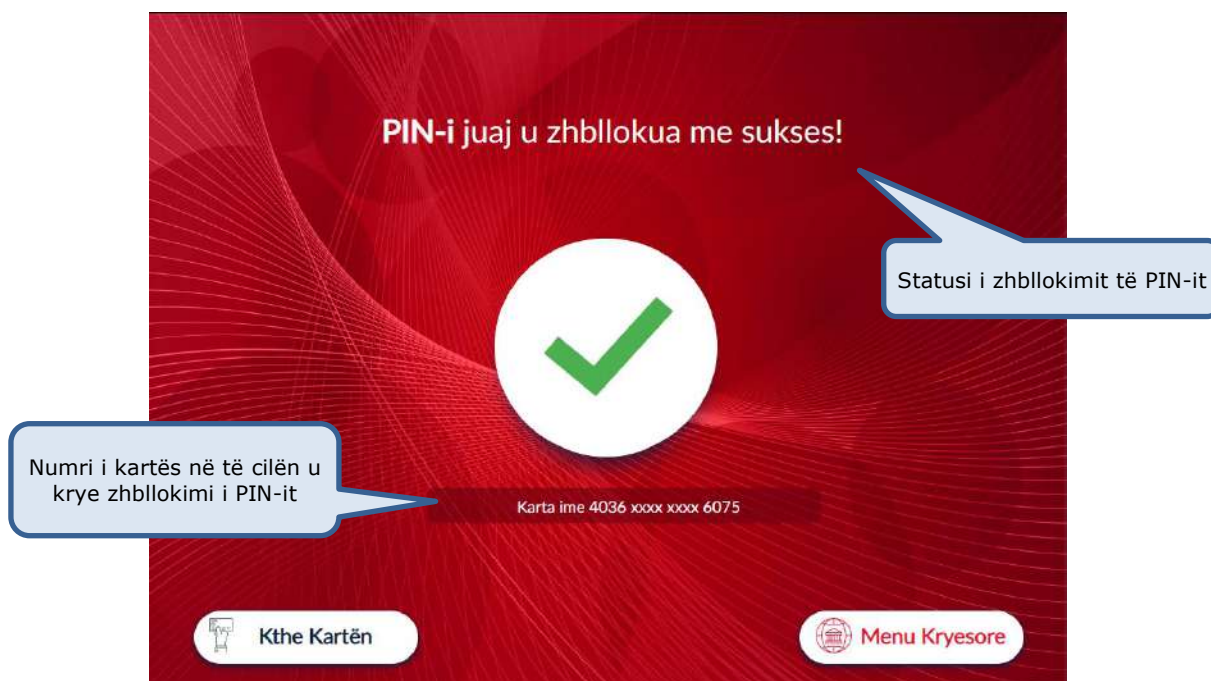 PIN-i juaj u zhbllokua me sukses!
Statusi i zhbllokimit të PIN-it
Numri i kartës në të cilën u
krye zhbllokimi i PIN-it
Karta ime 4036 xxxx xxxx 6075
Kthe Kartën
Menu Kryesore